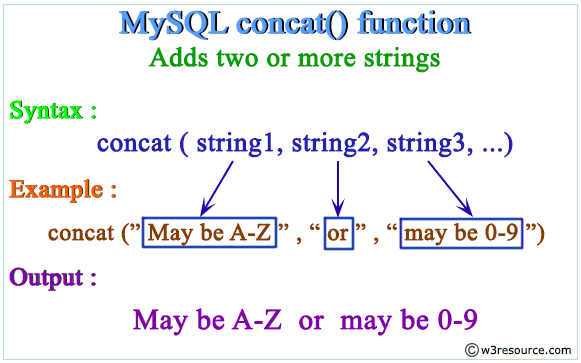 MySQL concat() function
Adds two or more strings
Syntax :
concat ( string1, string2, string3, ...)
Example :
concat (” May be A-Z ” , “ or ” , “ may be 0-9 ”)
Output :
May be A-Z or may be 0-9
© w3resource.com